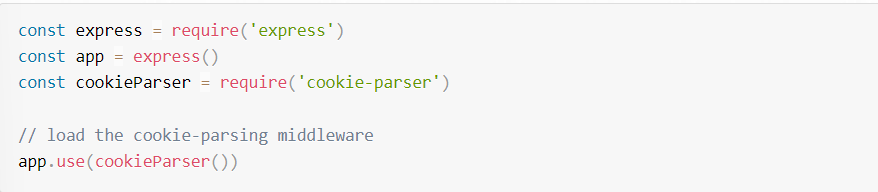 const express = require('express')
const app = express()
const cookieParser = require('cookie-parser')
// load the cookie-parsing middleware
app.use(cookieParser())